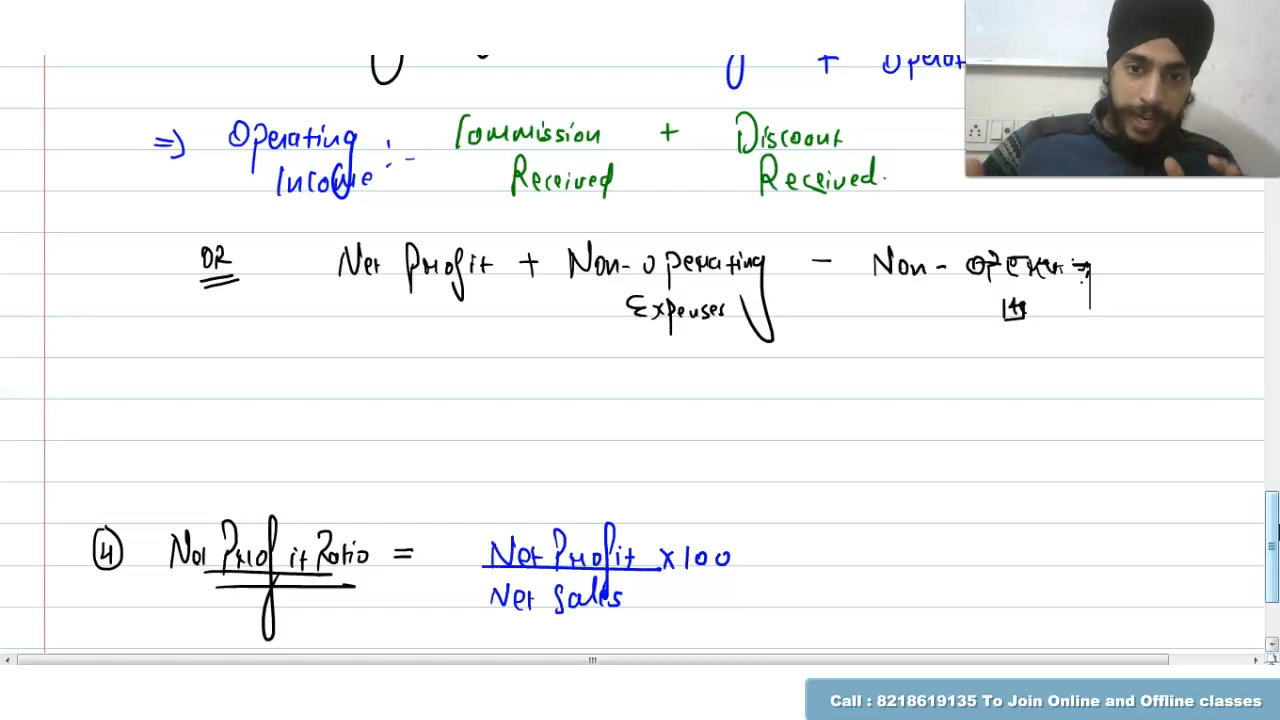 + Operat
=) Operating Income :- Commission Received + Discount Received.
OR Net Profit + Non-operating Expenses - Non-
④ Net Profit Ratio = Net Profit x 100
Net Sales
Call : 8218619135 To Join Online and Offline classes